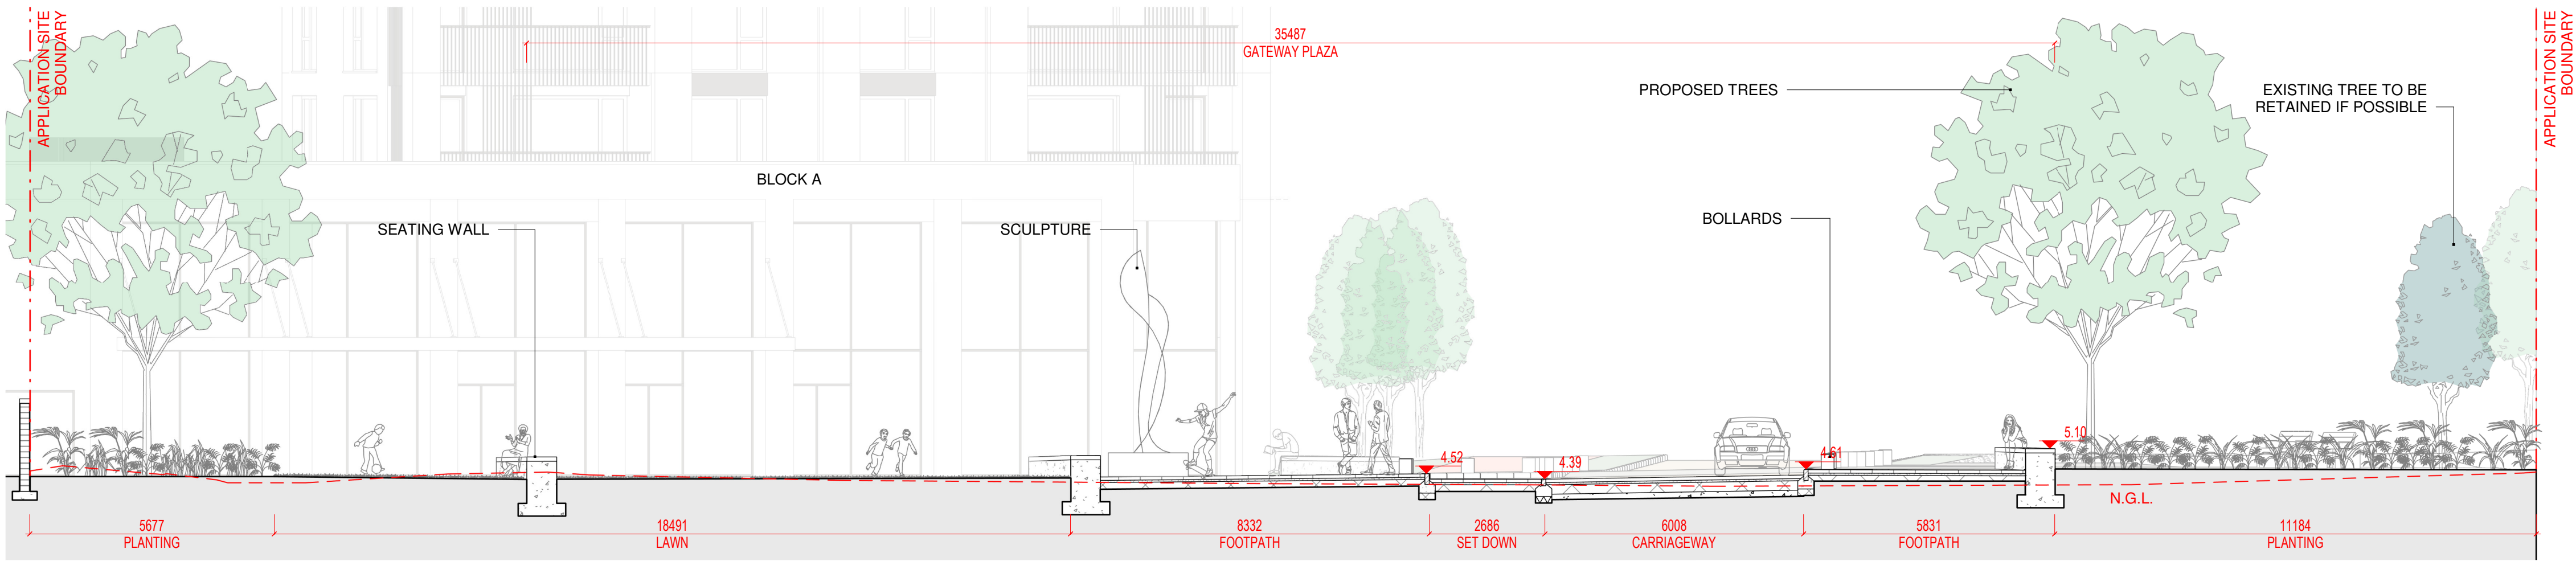 APPLICATION SITE
BOUNDARY
35487
GATEWAY PLAZA
APPLICATION SITE
BOUNDARY
PROPOSED TREES
EXISTING TREE TO BE
RETAINED IF POSSIBLE
BLOCK A
SEATING WALL
SCULPTURE
BOLLARDS
5.10
4.52
4.39
4.61
N.G.L.
5677
PLANTING
18491
LAWN
8332
FOOTPATH
2686
SET DOWN
6008
CARRIAGEWAY
5831
FOOTPATH
11184
PLANTING